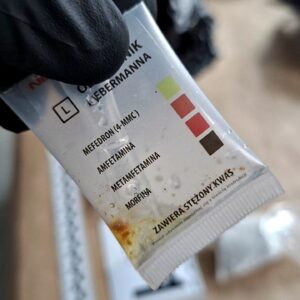 LIEBERMANNA
L
MEFEDRON (4-MMC)
AMFETAMINA
METAMFETAMINA
MORFINA
ZAWIERA STĘŻONY KWAS